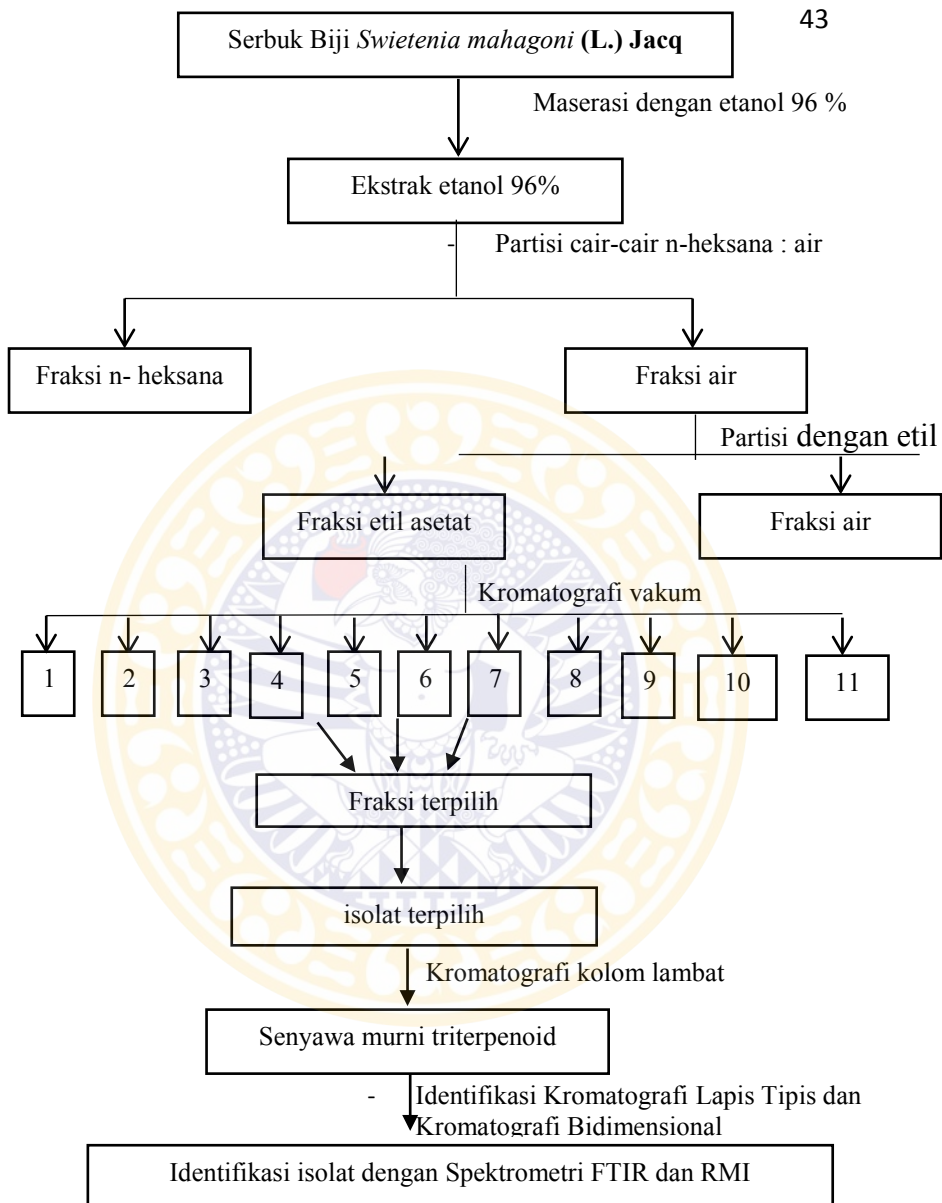 43
Serbuk Biji Swietenia mahagoni (L.) Jacq
Maserasi dengan etanol 96 %
Ekstrak etanol 96%
- Partisi cair-cair n-heksana : air
Fraksi n- heksana
Fraksi air
Partisi dengan etil
Fraksi etil asetat
Fraksi air
Kromatografi vakum
1 2 3 4 5 6 7 8 9 10 11
Fraksi terpilih
isolat terpilih
Kromatografi kolom lambat
Senyawa murni triterpenoid
- Identifikasi Kromatografi Lapis Tipis dan
Kromatografi Bidimensional
Identifikasi isolat dengan Spektrometri FTIR dan RMI